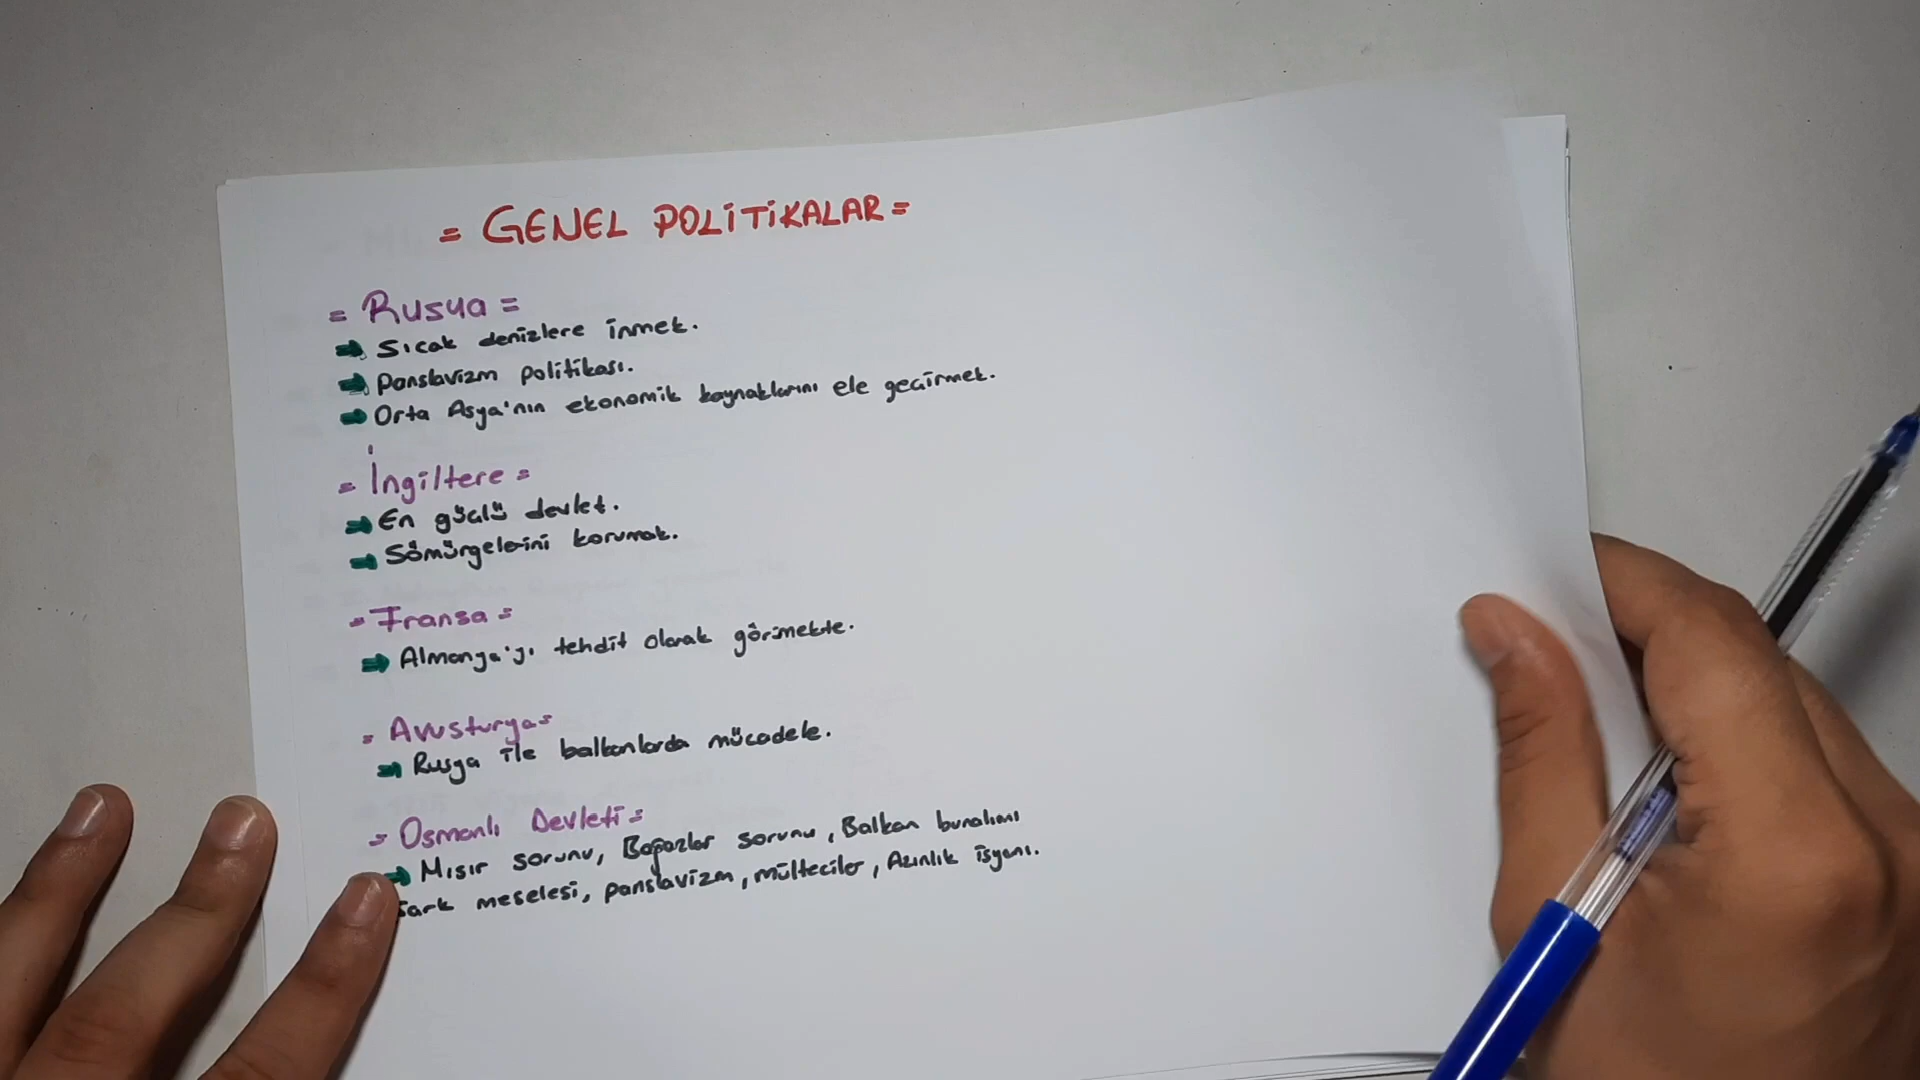 = GENEL POLİTİKALAR =
= Rusya =
➡ Sıcak denizlere inmek.
➡ panslavizm politikası.
➡ Orta Asya'nın ekonomik kaynaklarını ele geçirmek.
= İngiltere =
➡ En güçlü devlet.
➡ Sömürgelerini korumak.
= Fransa =
➡ Almanya'yı tehdit olarak görmekte.
= Avusturya =
➡ Rusya ile balkanlarda mücadele.
= Osmanlı Devleti =
➡ Mısır sorunu, Boğazlar sorunu, Balkan bunalımı
Şark meselesi, panslavizm, mülteciler, Azınlık isyanı.